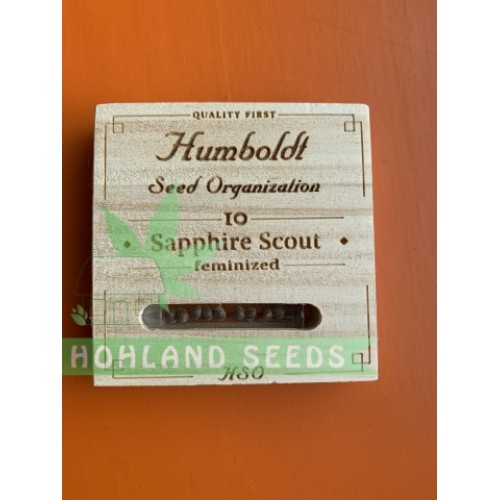 QUALITY FIRST
Humboldt
Seed Organization
10
Sapphire Scout
feminized
HOHLAND SEEDS
HSO